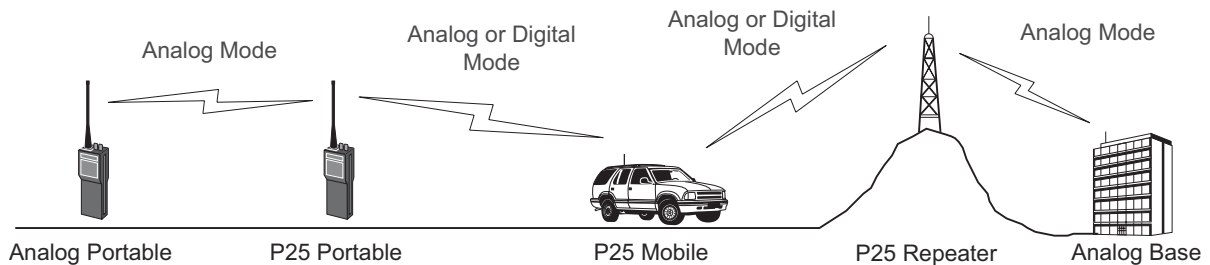 Analog Mode
Analog or Digital
Mode
Analog or Digital
Mode
Analog Mode
Analog Portable
P25 Portable
P25 Mobile
P25 Repeater
Analog Base